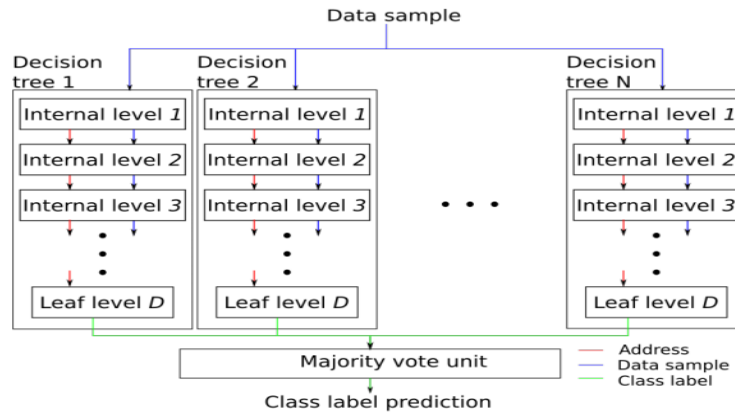 Data sample
Decision
tree 1
Decision
tree 2
Decision
tree N
Internal level 1
Internal level 1
Internal level 1
Internal level 2
Internal level 2
Internal level 2
Internal level 3
Internal level 3
Internal level 3
Leaf level D
Leaf level D
Leaf level D
Majority vote unit
Address
Data sample
Class label
Class label prediction